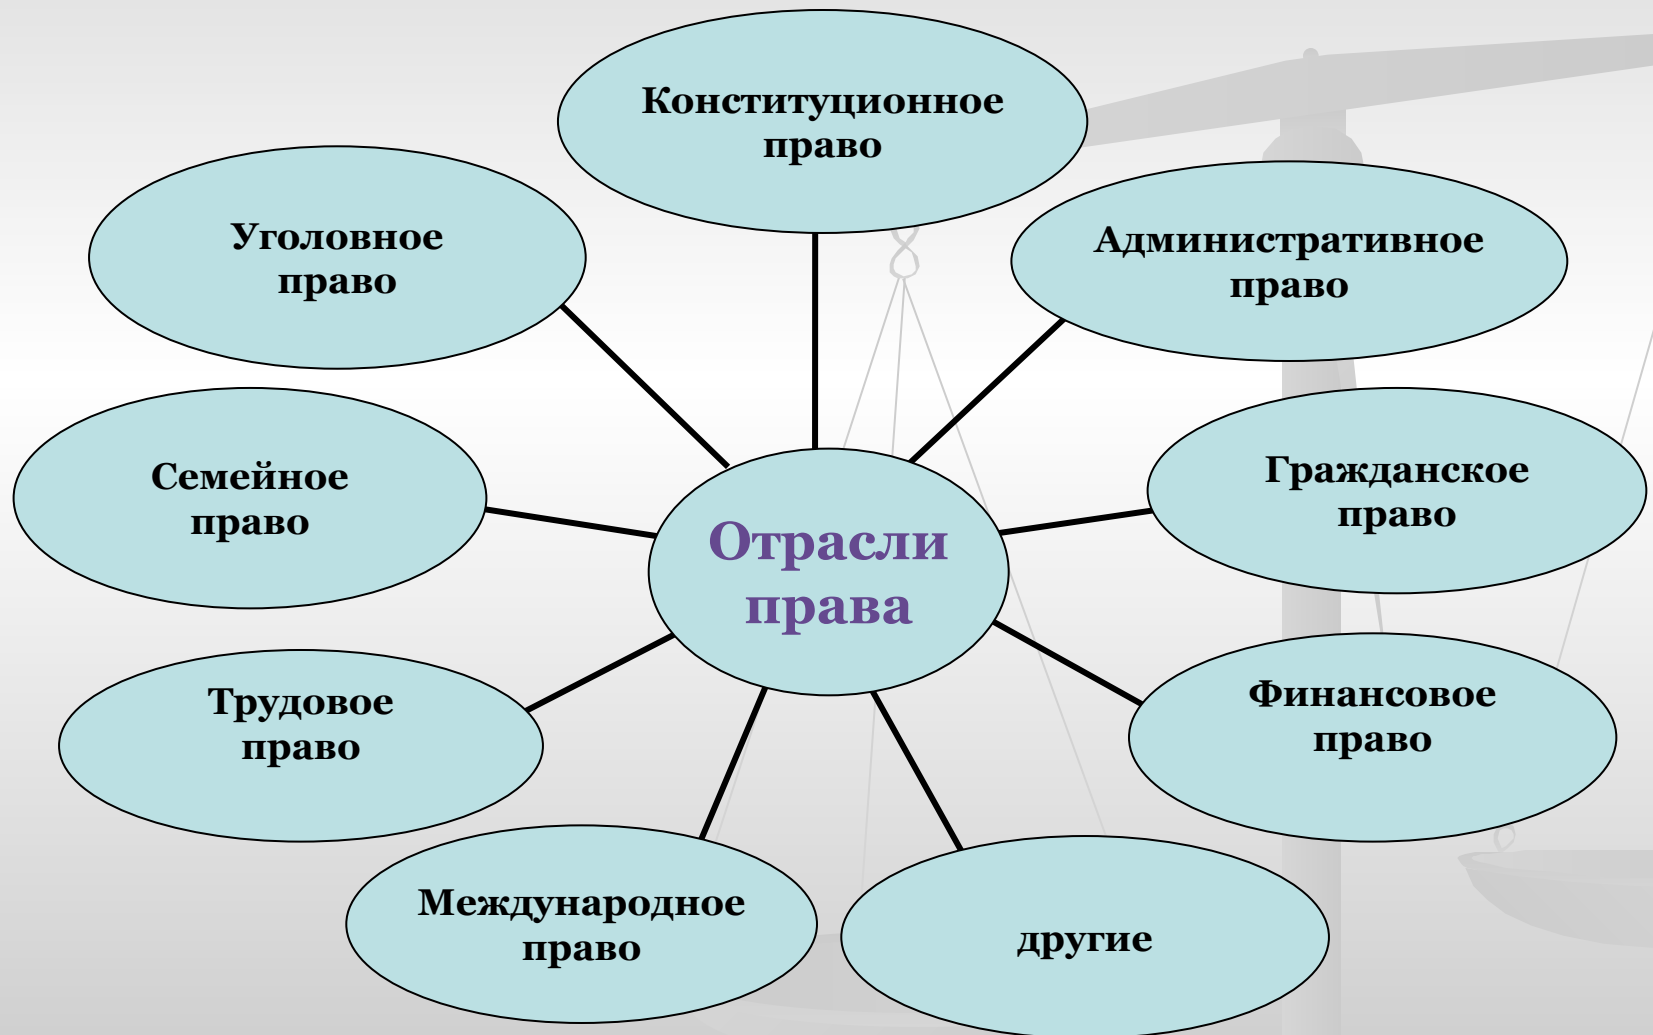 Конституционное
право
Уголовное
право
Административное
право
Семейное
право
Гражданское
право
Отрасли
права
Трудовое
право
Финансовое
право
Международное
право
другие